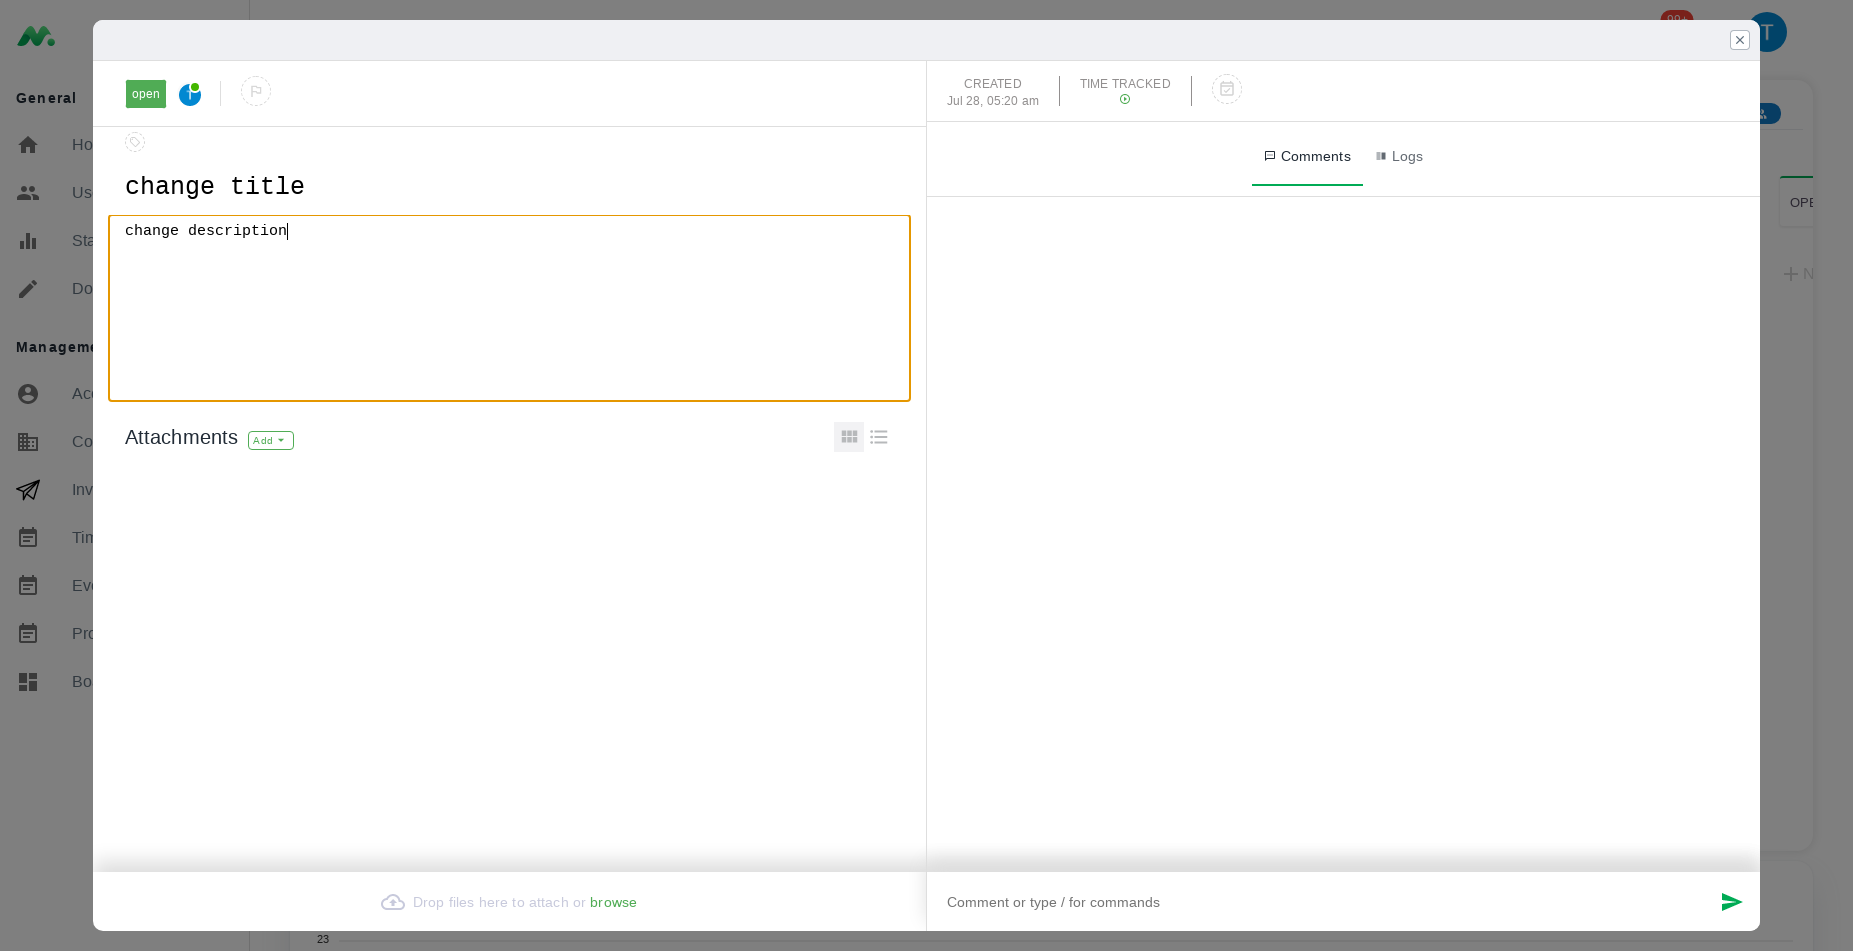 99+
T
General
Ho
Us
Sta
Do
Manageme
Acc
Co
Inv
Tim
Eve
Pro
Bo
open
T
change title
change description
Attachments
Add
Drop files here to attach or browse
CREATED
Jul 28, 05:20 am
TIME TRACKED
Comments
Logs
Comment or type / for commands
OPE
N
23